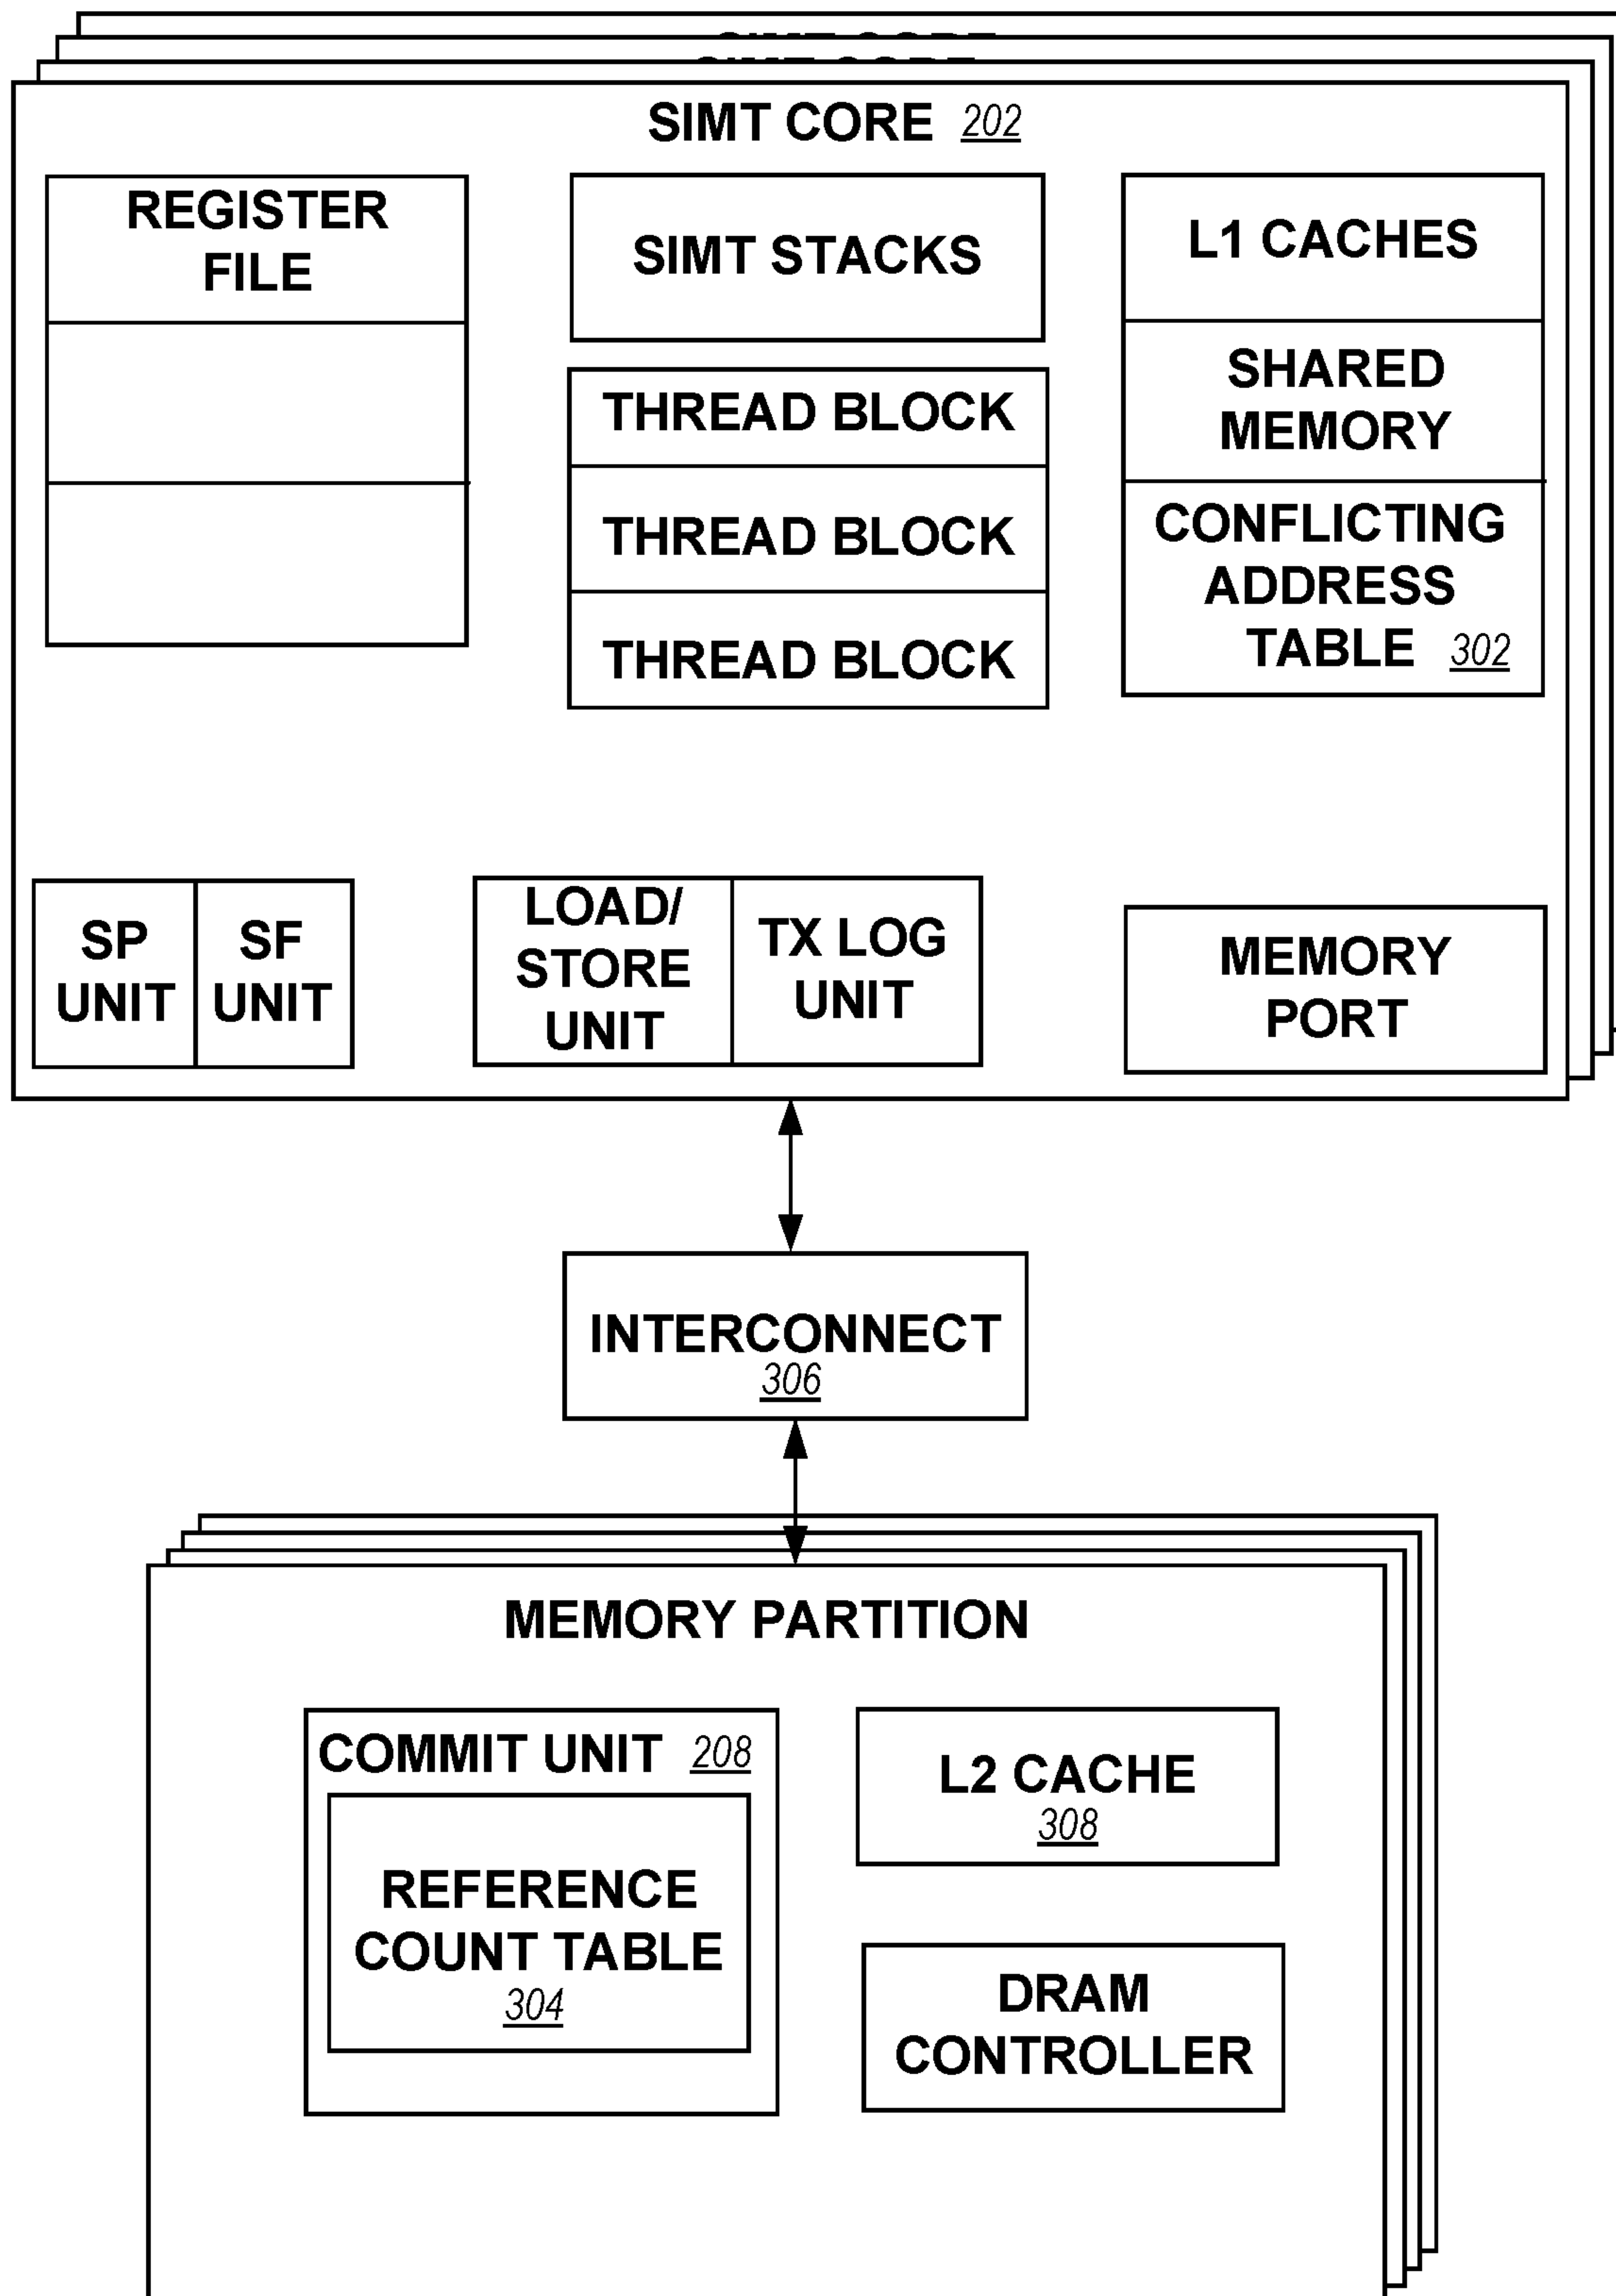 SIMT CORE 202
REGISTER
FILE
SIMT STACKS
THREAD BLOCK
THREAD BLOCK
THREAD BLOCK
L1 CACHES
SHARED
MEMORY
CONFLICTING
ADDRESS
TABLE 302
SP
UNIT
SF
UNIT
LOAD/
STORE
UNIT
TX LOG
UNIT
MEMORY
PORT
INTERCONNECT
306
MEMORY PARTITION
COMMIT UNIT 208
REFERENCE
COUNT TABLE
304
L2 CACHE
308
DRAM
CONTROLLER